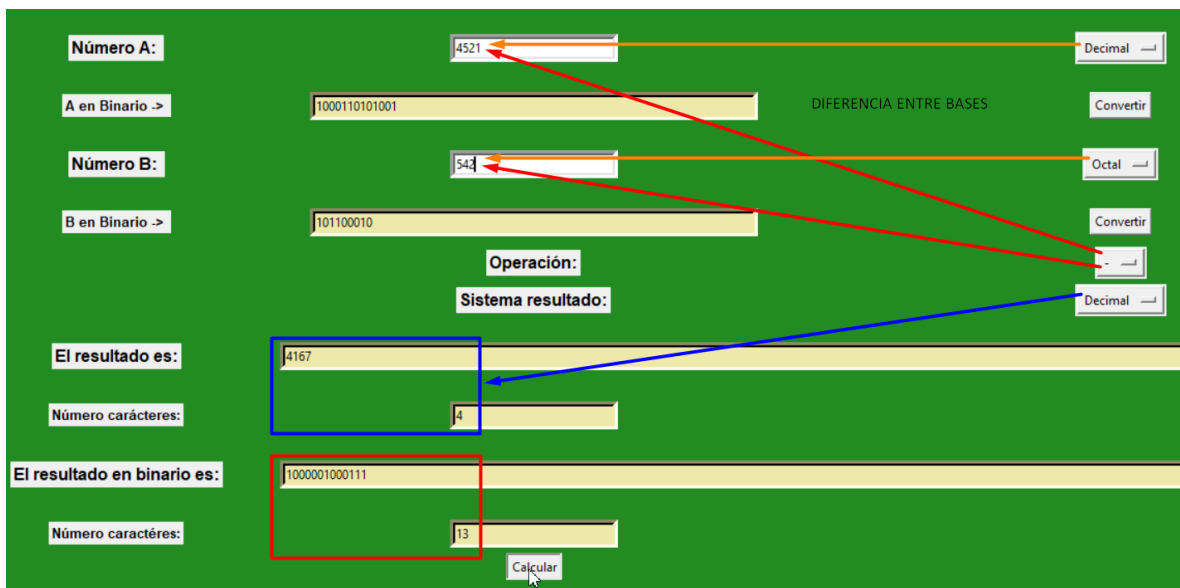 Número A:
4521
Decimal
A en Binario ->
1000110101001
DIFERENCIA ENTRE BASES
Convertir
Número B:
542
Octal
B en Binario ->
101100010
Convertir
Operación:
-
Sistema resultado:
Decimal
El resultado es:
4167
Número carácteres:
4
El resultado en binario es:
1000001000111
Número caractéres:
13
Calcular